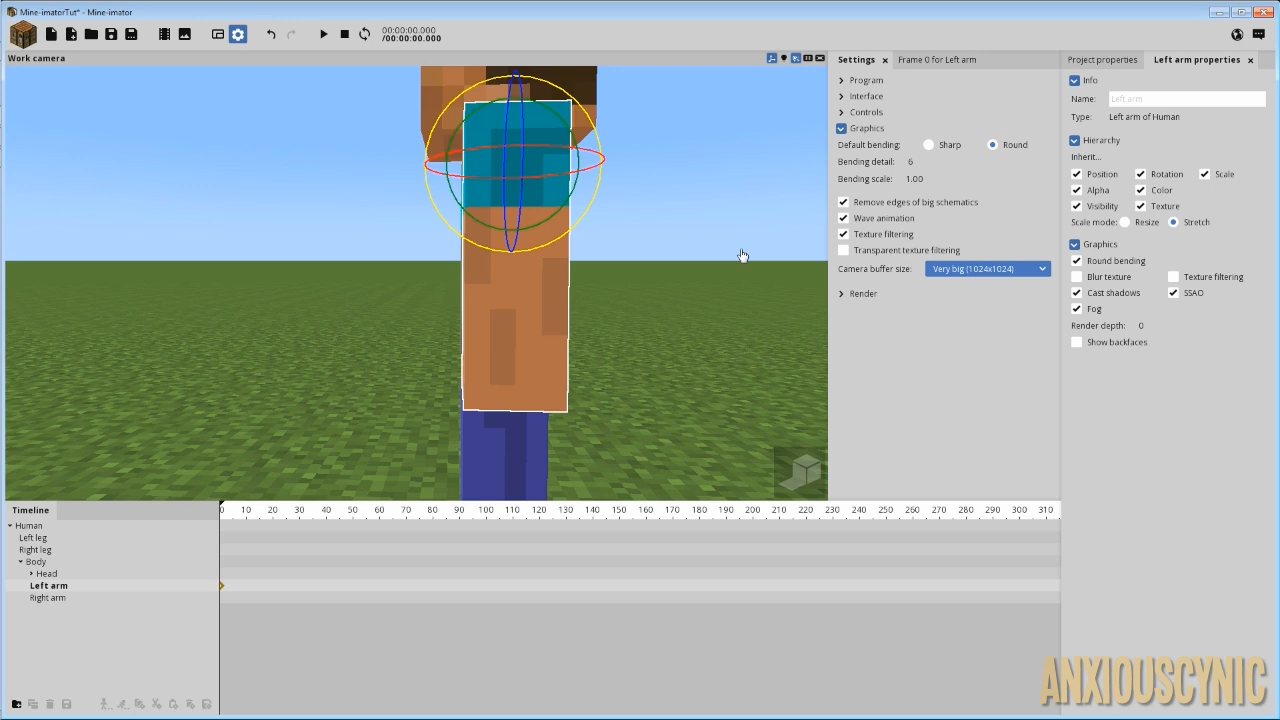 Mine-imatorTut* - Mine-imator
00:00:00.000
/00:00:00.000
Work camera
Settings
Frame 0 for Left arm
Program
Interface
Controls
Graphics
Default bending: Sharp Round
Bending detail: 6
Bending scale: 1.00
Remove edges of big schematics
Wave animation
Texture filtering
Transparent texture filtering
Camera buffer size: Very big (1024x1024)
Render
Project properties
Left arm properties
Info
Name: Left arm
Type: Left arm of Human
Hierarchy
Inherit...
Position Rotation Scale
Alpha Color
Visibility Texture
Scale mode: Resize Stretch
Graphics
Round bending
Blur texture Texture filtering
Cast shadows SSAO
Fog
Render depth: 0
Show backfaces
Timeline
0 10 20 30 40 50 60 70 80 90 100 110 120 130 140 150 160 170 180 190 200 210 220 230 240 250 260 270 280 290 300 310
Human
Left leg
Right leg
Body
Head
Left arm
Right arm
ANXIOUSCYNIC